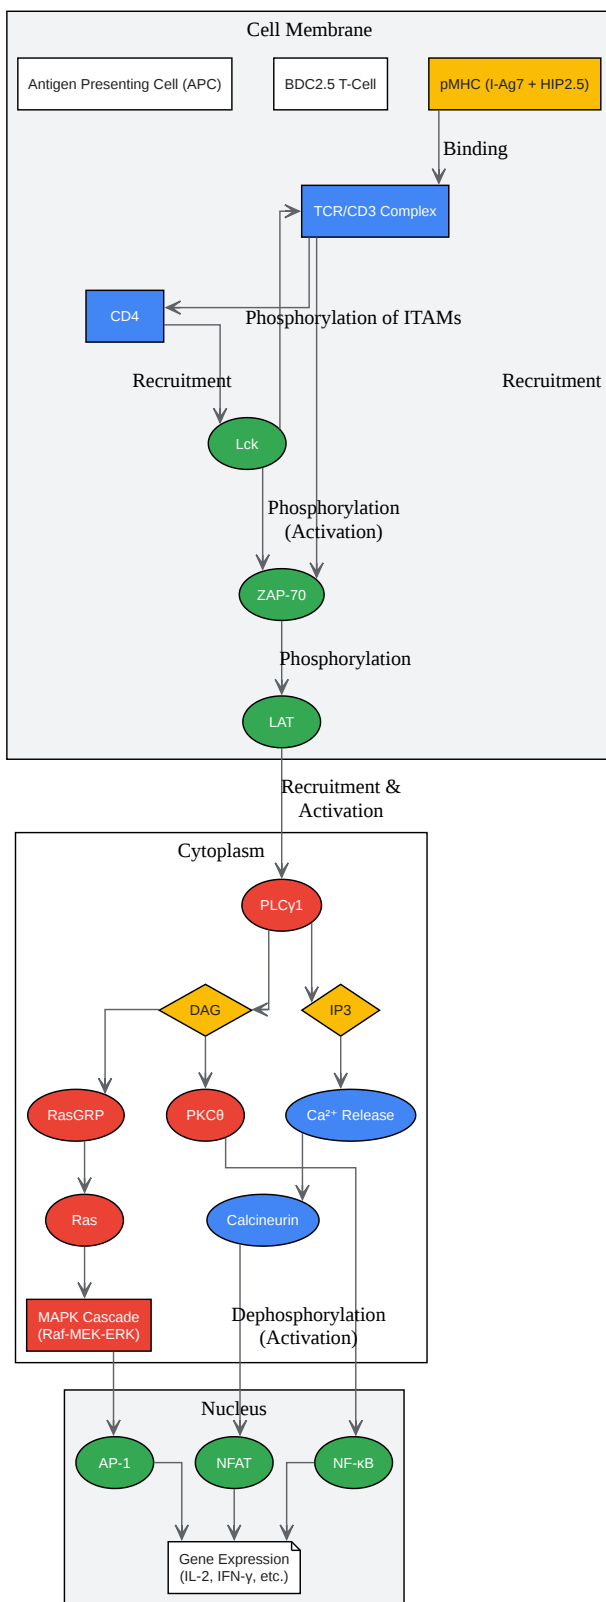 Cell Membrane
Antigen Presenting Cell (APC)
BDC2.5 T-Cell
pMHC (I-Ag7 + HIP2.5)
Binding
TCR/CD3 Complex
CD4
Phosphorylation of ITAMs
Recruitment
Recruitment
Lck
Phosphorylation
(Activation)
ZAP-70
Phosphorylation
LAT
Recruitment &
Activation
Cytoplasm
PLCγ1
DAG
IP3
RasGRP
PKCθ
Ca²⁺ Release
Ras
Calcineurin
MAPK Cascade
(Raf-MEK-ERK)
Dephosphorylation
(Activation)
Nucleus
AP-1
NFAT
NF-κB
Gene Expression
(IL-2, IFN-γ, etc.)